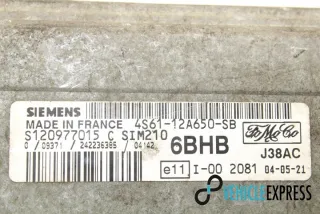 SIEMENS
MADE IN FRANCE 4S61-12A650-SB
S120977015 C SIM210 6BHB FoMoCo
0 / 09371 / 242236365 / 04142 J38AC
e11 I-00 2081 04-05-21
VEHICLE EXPRESS